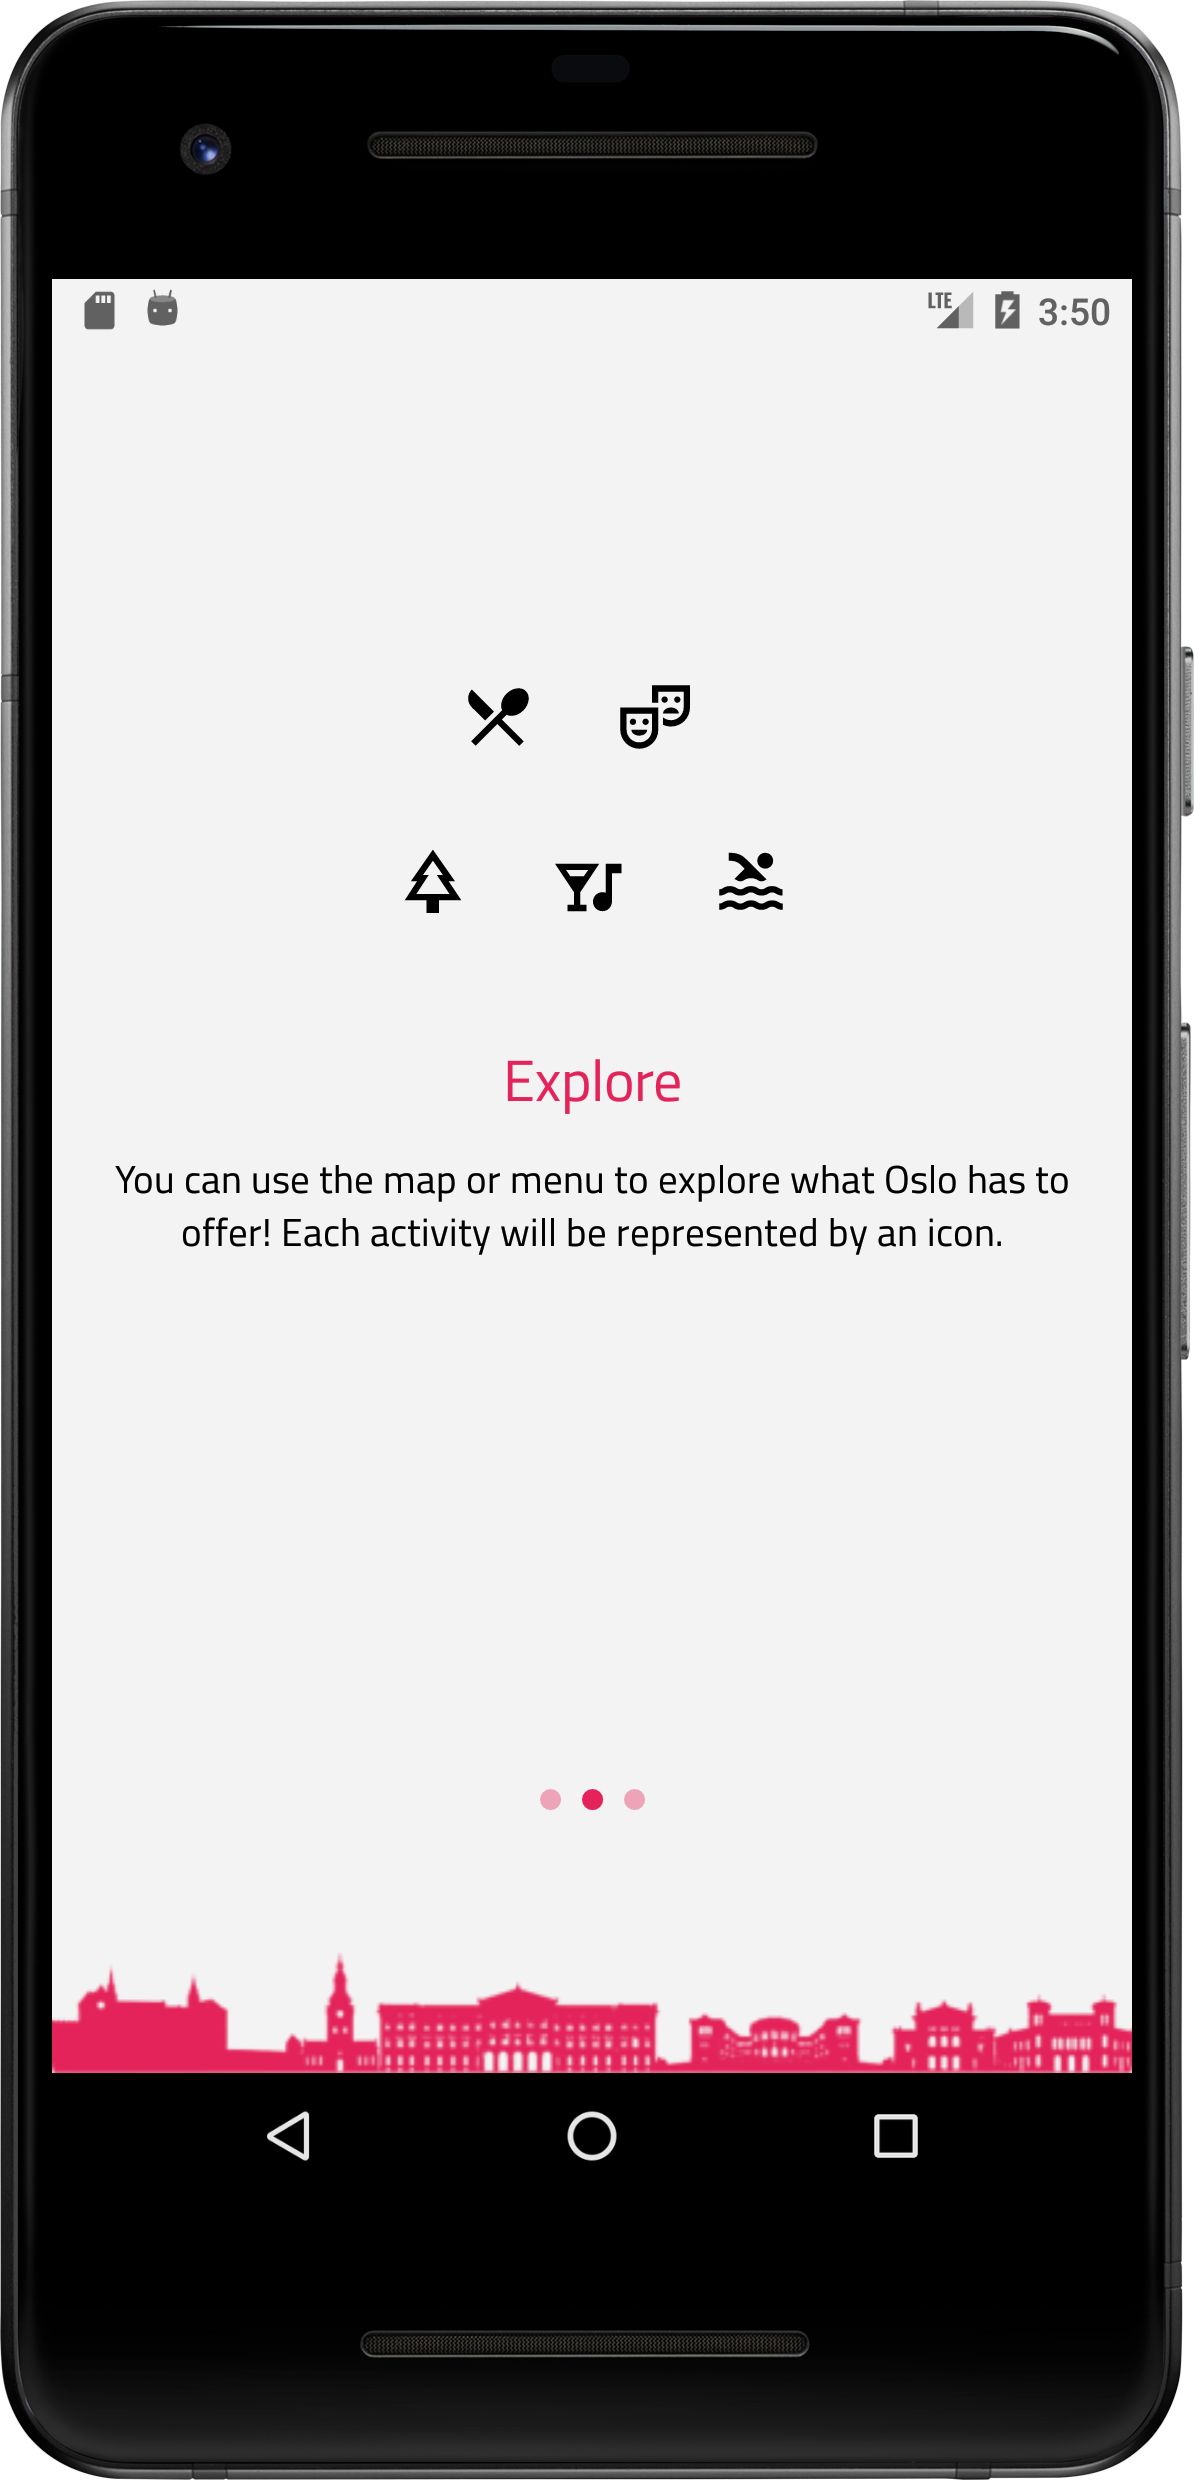 LTE 3:50
Explore
You can use the map or menu to explore what Oslo has to
offer! Each activity will be represented by an icon.